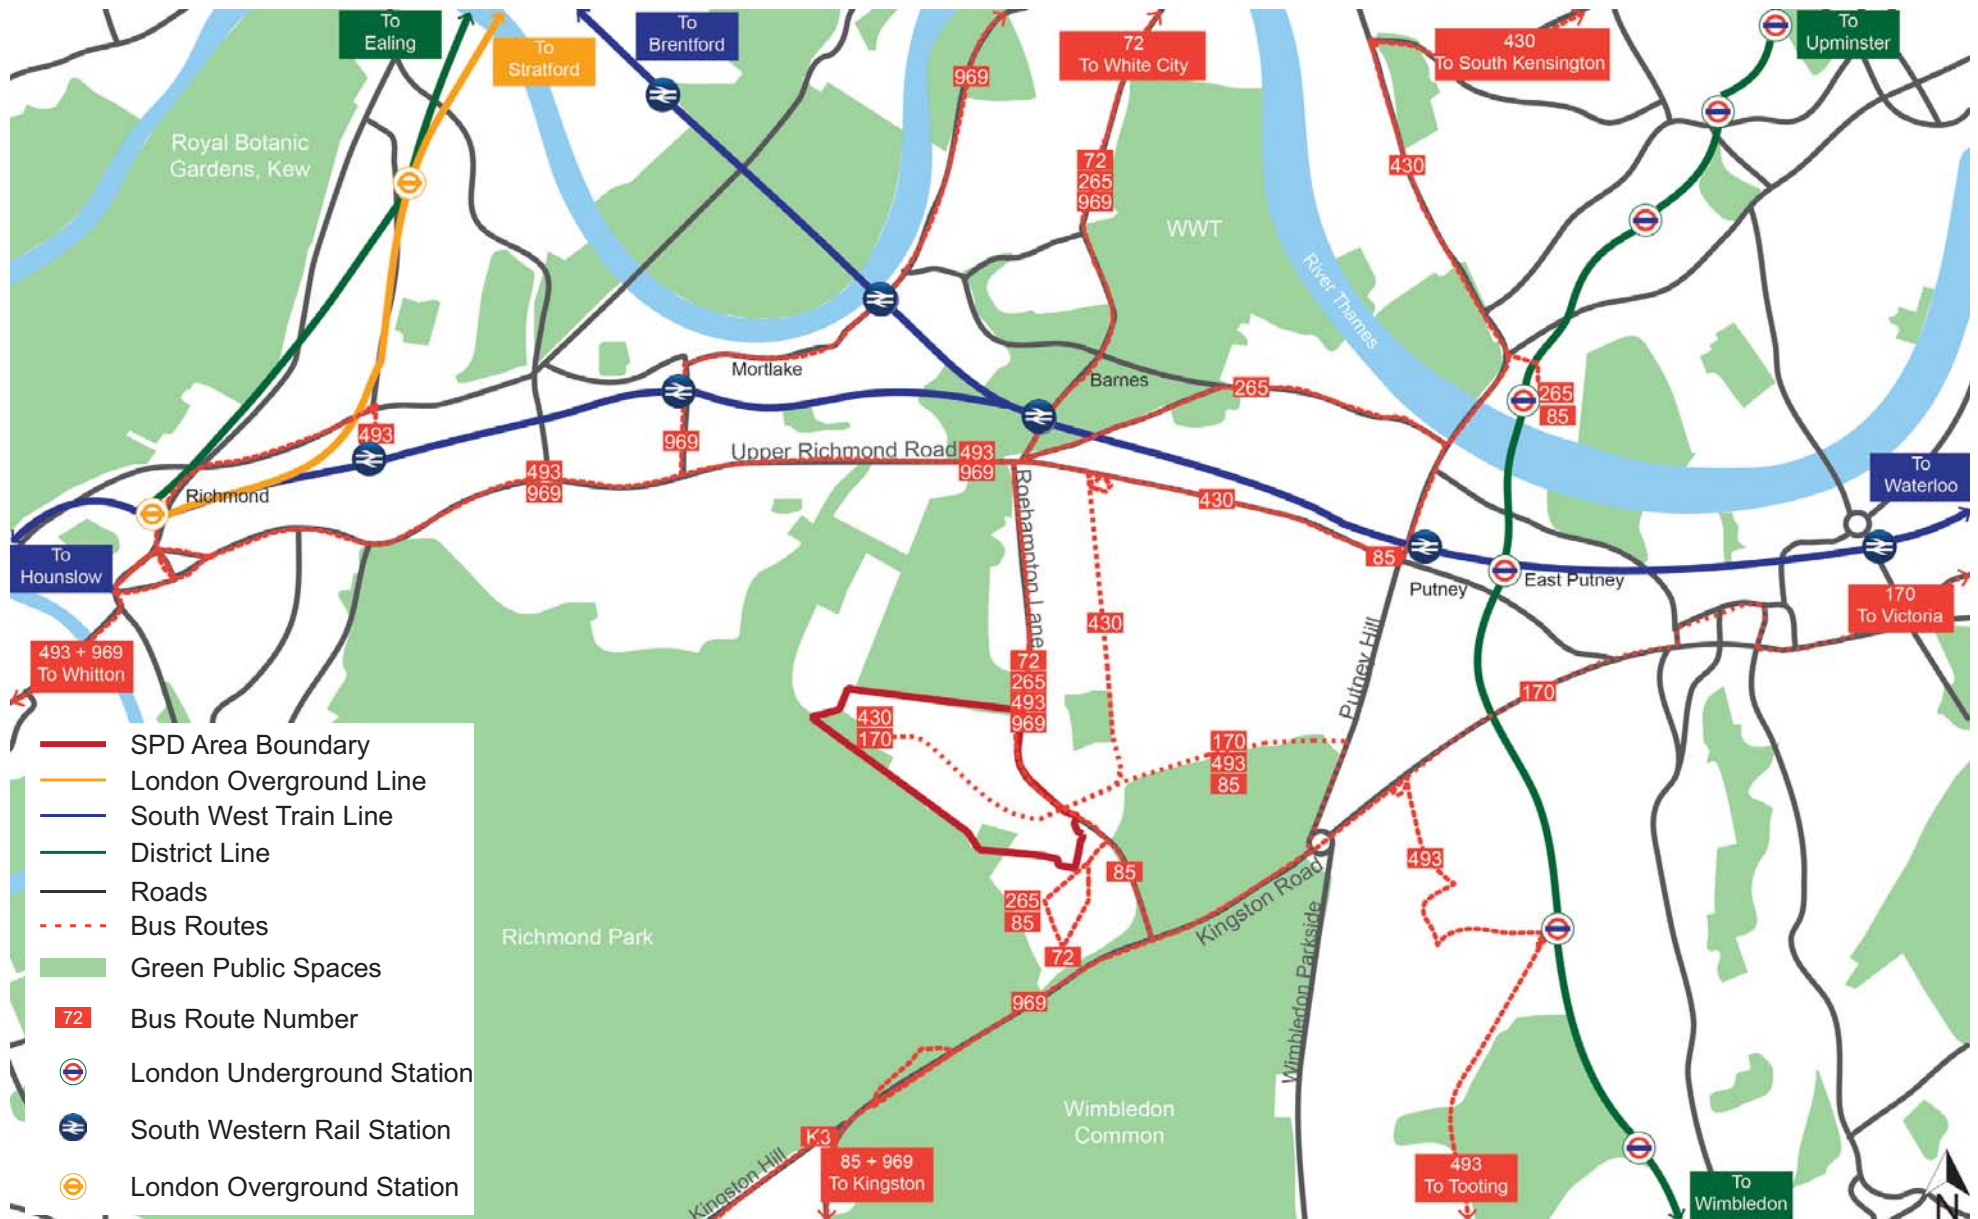 To
Ealing
To
Stratford
To
Brentford
72
To White City
430
To South Kensington
To
Upminster
969
Royal Botanic
Gardens, Kew
72
265
969
430
WWT
River Thames
Mortlake
Barnes
265
265
85
493
969
Upper Richmond Road
493
969
493
969
Richmond
430
To
Waterloo
Roehampton Lane
85
To
Hounslow
Putney
East Putney
170
To Victoria
430
493 + 969
To Whitton
72
265
493
969
Putney Hill
170
430
170
170
493
85
SPD Area Boundary
London Overground Line
South West Train Line
District Line
Roads
Bus Routes
Green Public Spaces
72
Bus Route Number
London Underground Station
South Western Rail Station
London Overground Station
85
493
265
85
Kingston Road
Richmond Park
72
969
Wimbledon Parkside
Wimbledon
Common
K3
Kingston Hill
85 + 969
To Kingston
493
To Tooting
To
Wimbledon
N